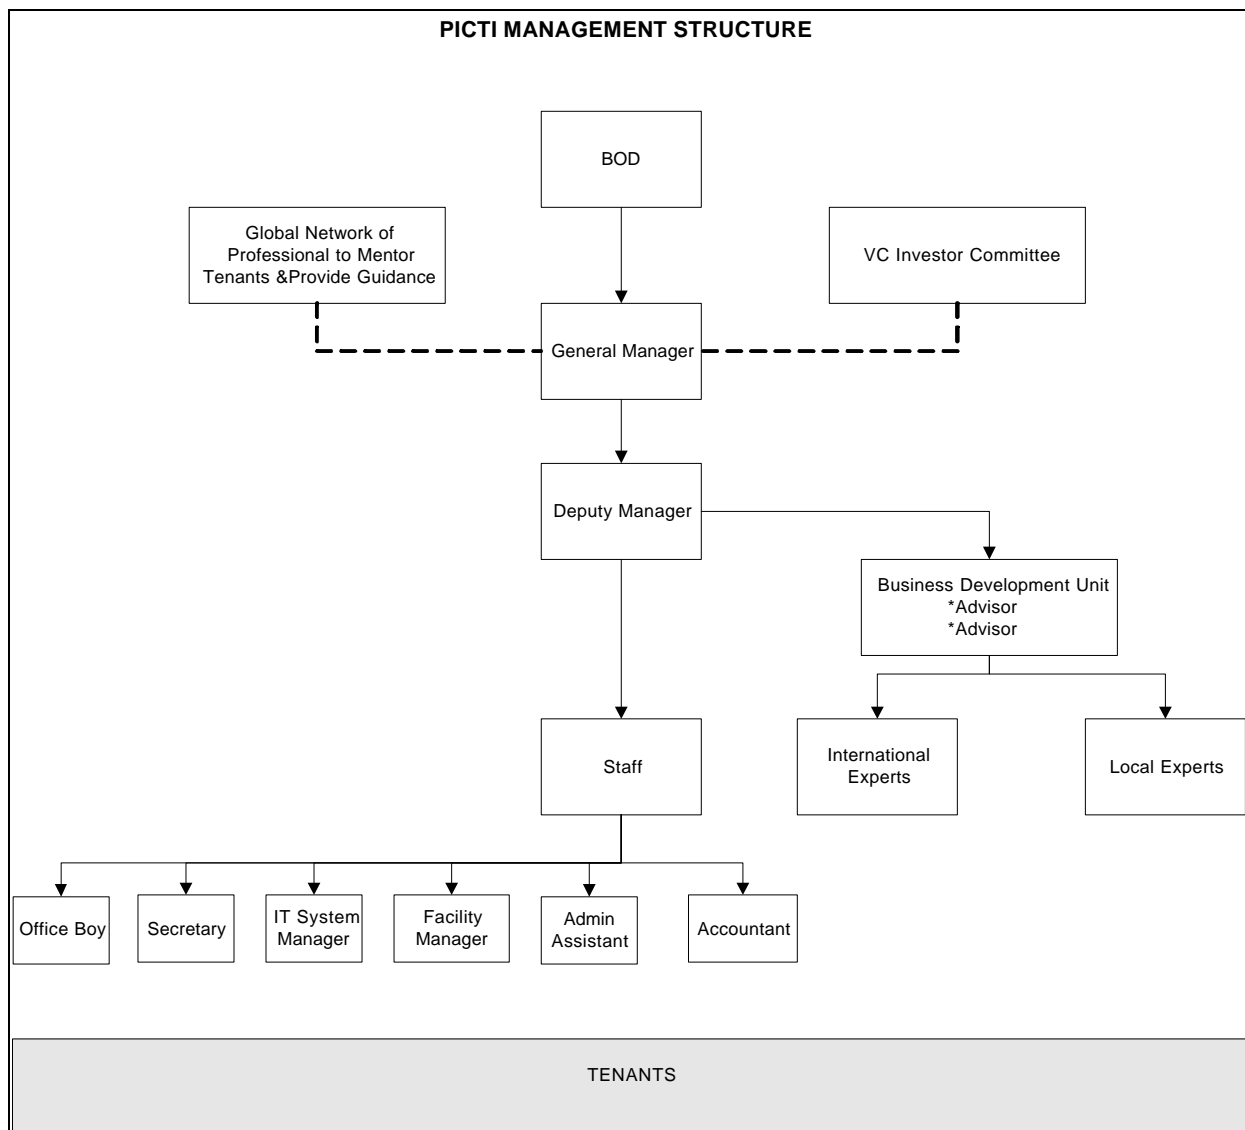 PICTI MANAGEMENT STRUCTURE
BOD
Global Network of
Professional to Mentor
Tenants &Provide Guidance
VC Investor Committee
General Manager
Deputy Manager
Business Development Unit
*Advisor
*Advisor
Staff
International
Experts
Local Experts
Office Boy
Secretary
IT System
Manager
Facility
Manager
Admin
Assistant
Accountant
TENANTS